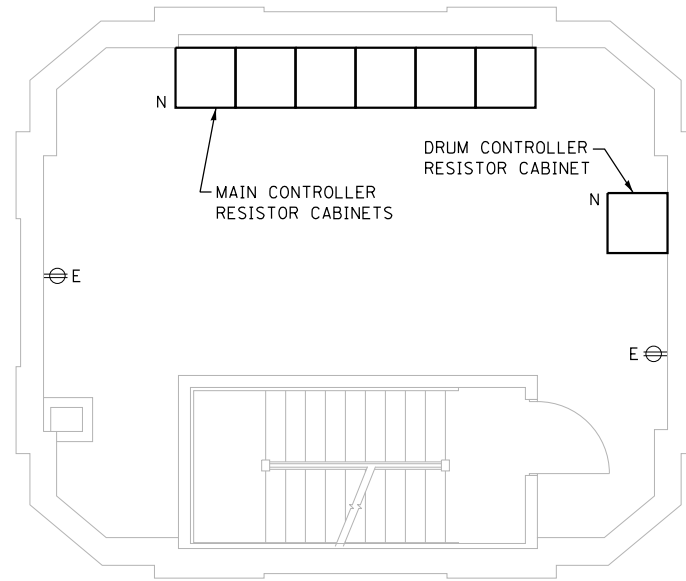 N
MAIN CONTROLLER
RESISTOR CABINETS
DRUM CONTROLLER
RESISTOR CABINET
N
E
E